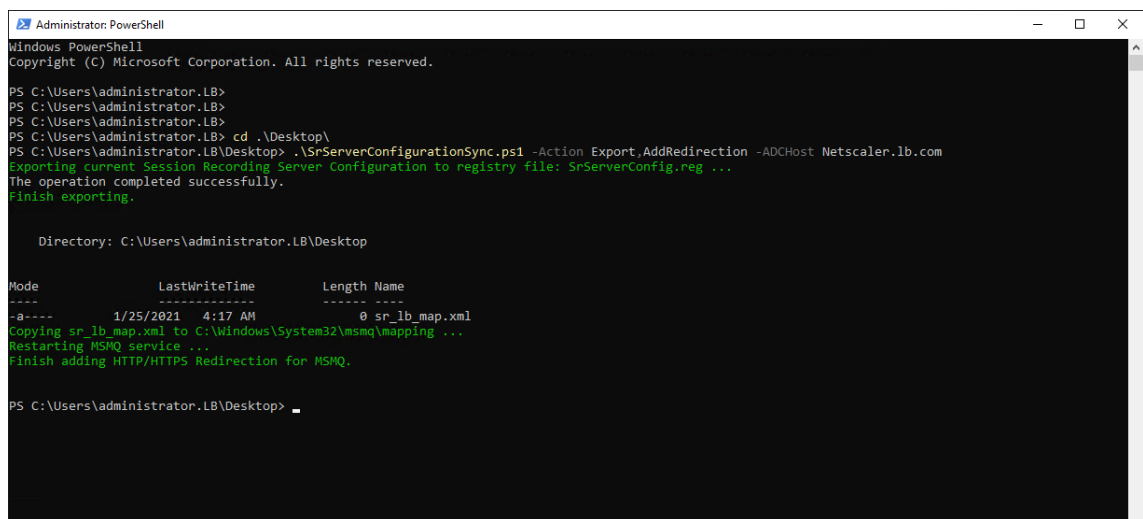 Administrator: PowerShell
Windows PowerShell
Copyright (C) Microsoft Corporation. All rights reserved.
PS C:\Users\administrator.LB>
PS C:\Users\administrator.LB>
PS C:\Users\administrator.LB>
PS C:\Users\administrator.LB> cd .\Desktop\
PS C:\Users\administrator.LB\Desktop> .\SrServerConfigurationSync.ps1 -Action Export,AddRedirection -ADCHost Netscaler.lb.com
Exporting current Session Recording Server Configuration to registry file: SrServerConfig.reg ...
The operation completed successfully.
Finish exporting.
Directory: C:\Users\administrator.LB\Desktop
Mode                LastWriteTime         Length Name
----                -------------         ------ ----
-a----        1/25/2021   4:17 AM              0 sr_lb_map.xml
Copying sr_lb_map.xml to C:\Windows\System32\msmq\mapping ...
Restarting MSMQ service ...
Finish adding HTTP/HTTPS Redirection for MSMQ.
PS C:\Users\administrator.LB\Desktop>